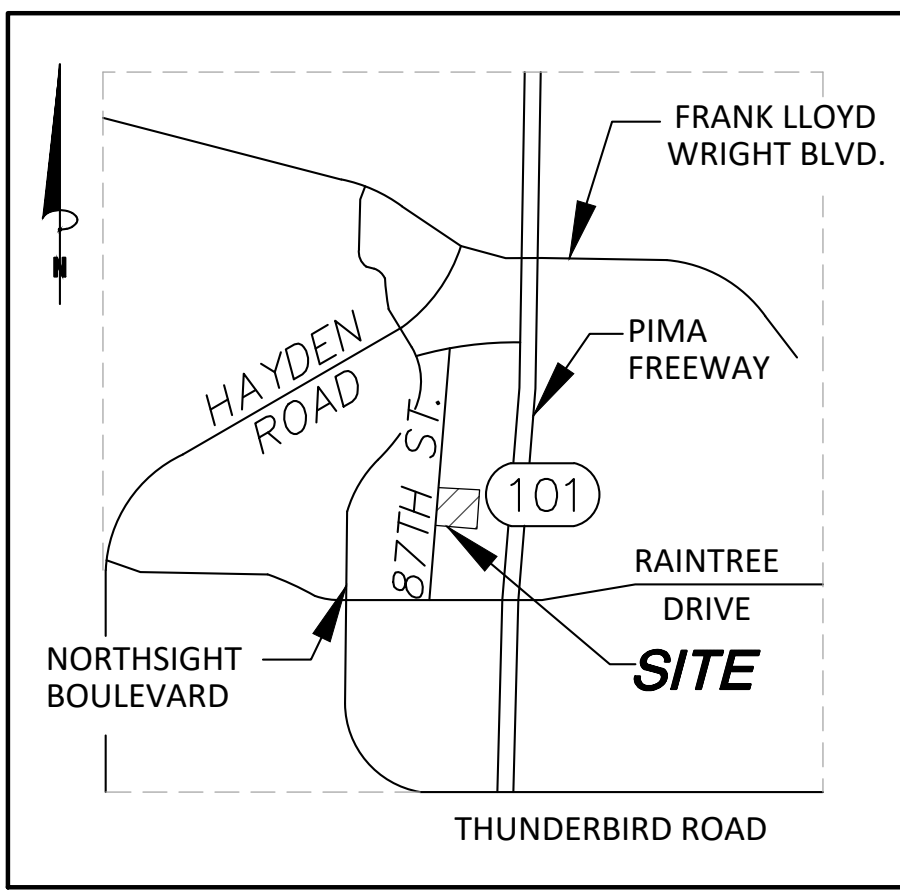 FRANK LLOYD
WRIGHT BLVD.
N
PIMA
FREEWAY
HAYDEN
ROAD
87TH ST.
101
RAINTREE
DRIVE
NORTHSIGHT
BOULEVARD
SITE
THUNDERBIRD ROAD